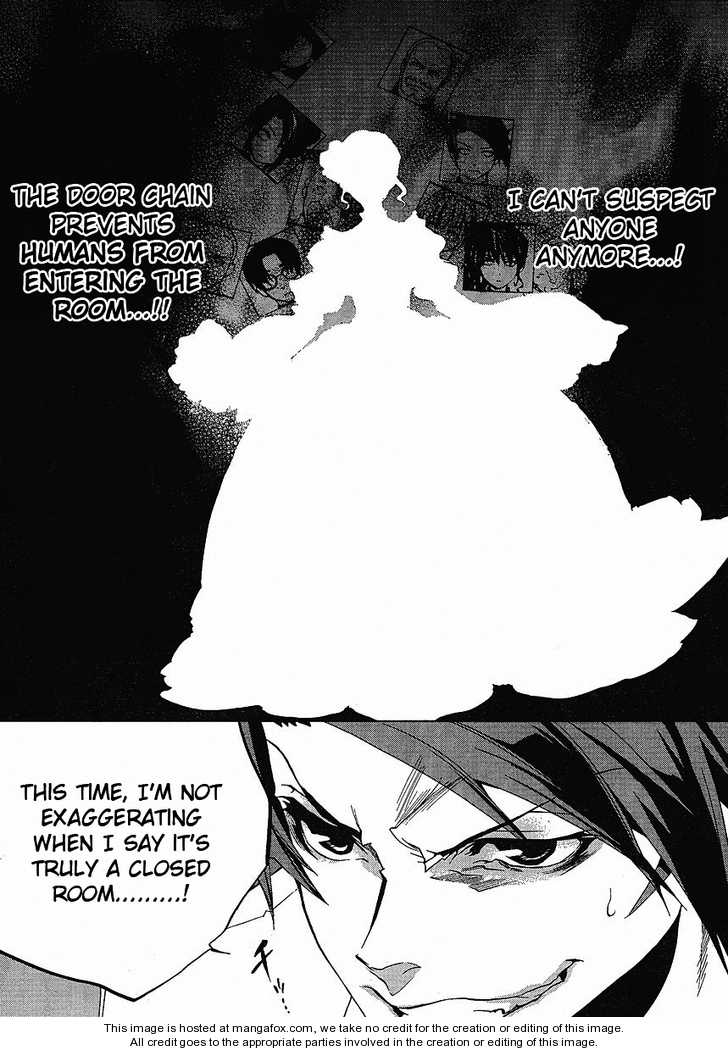 I CAN'T SUSPECT
ANYONE
ANYMORE...!
THE DOOR CHAIN
PREVENTS
HUMANS FROM
ENTERING THE
ROOM...!!
THIS TIME, I'M NOT
EXAGGERATING
WHEN I SAY IT'S
TRULY A CLOSED
ROOM.........!
チッ
This image is hosted at mangafox.com, we take no credit for the creation or editing of this image.
All credit goes to the appropriate parties involved in the creation or editing of this image.